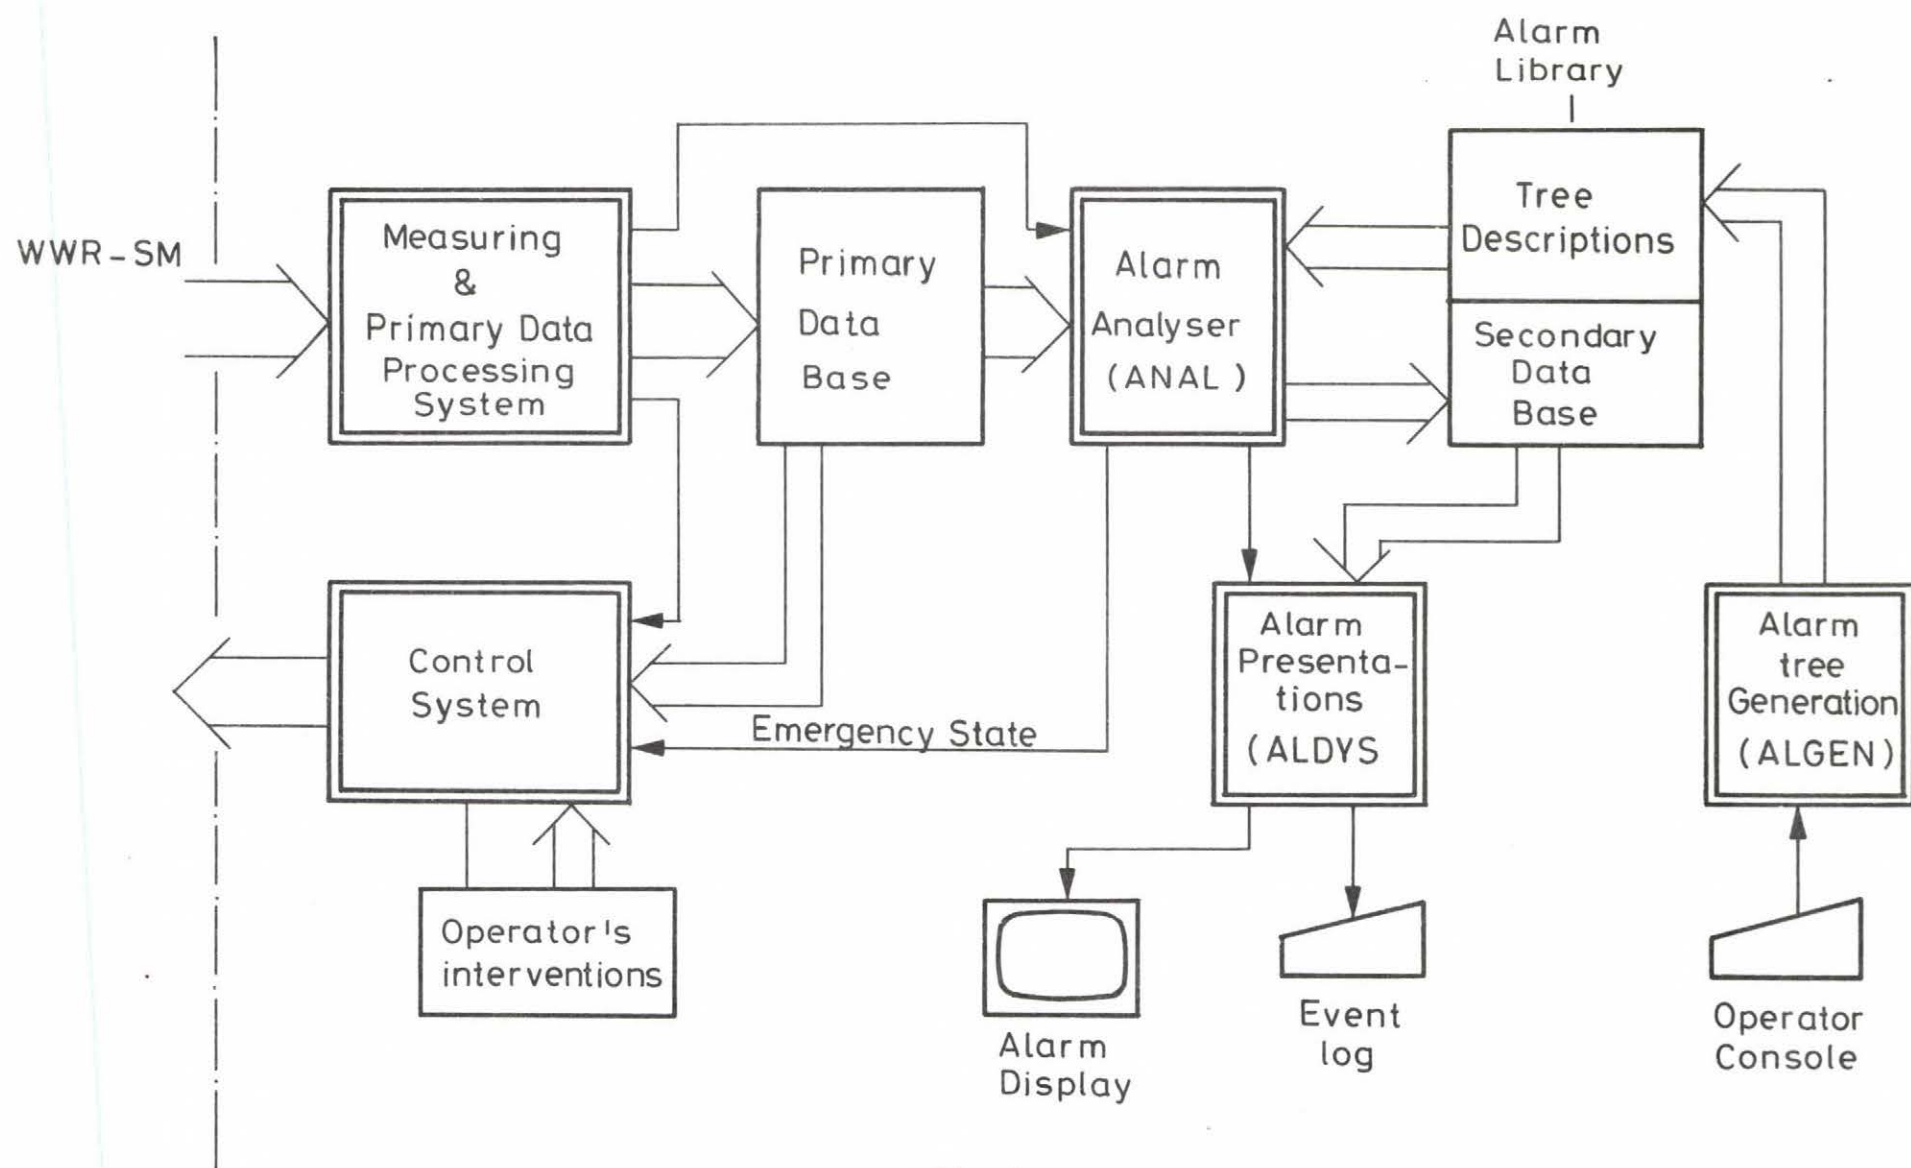 Alarm
Library
WWR-SM
Measuring
&
Primary Data
Processing
System
Primary
Data
Base
Alarm
Analyser
(ANAL)
Tree
Descriptions
Secondary
Data
Base
Control
System
Emergency State
Alarm
Presenta-
tions
(ALDYS
Alarm
tree
Generation
(ALGEN)
Operator's
interventions
Alarm
Display
Event
log
Operator
Console